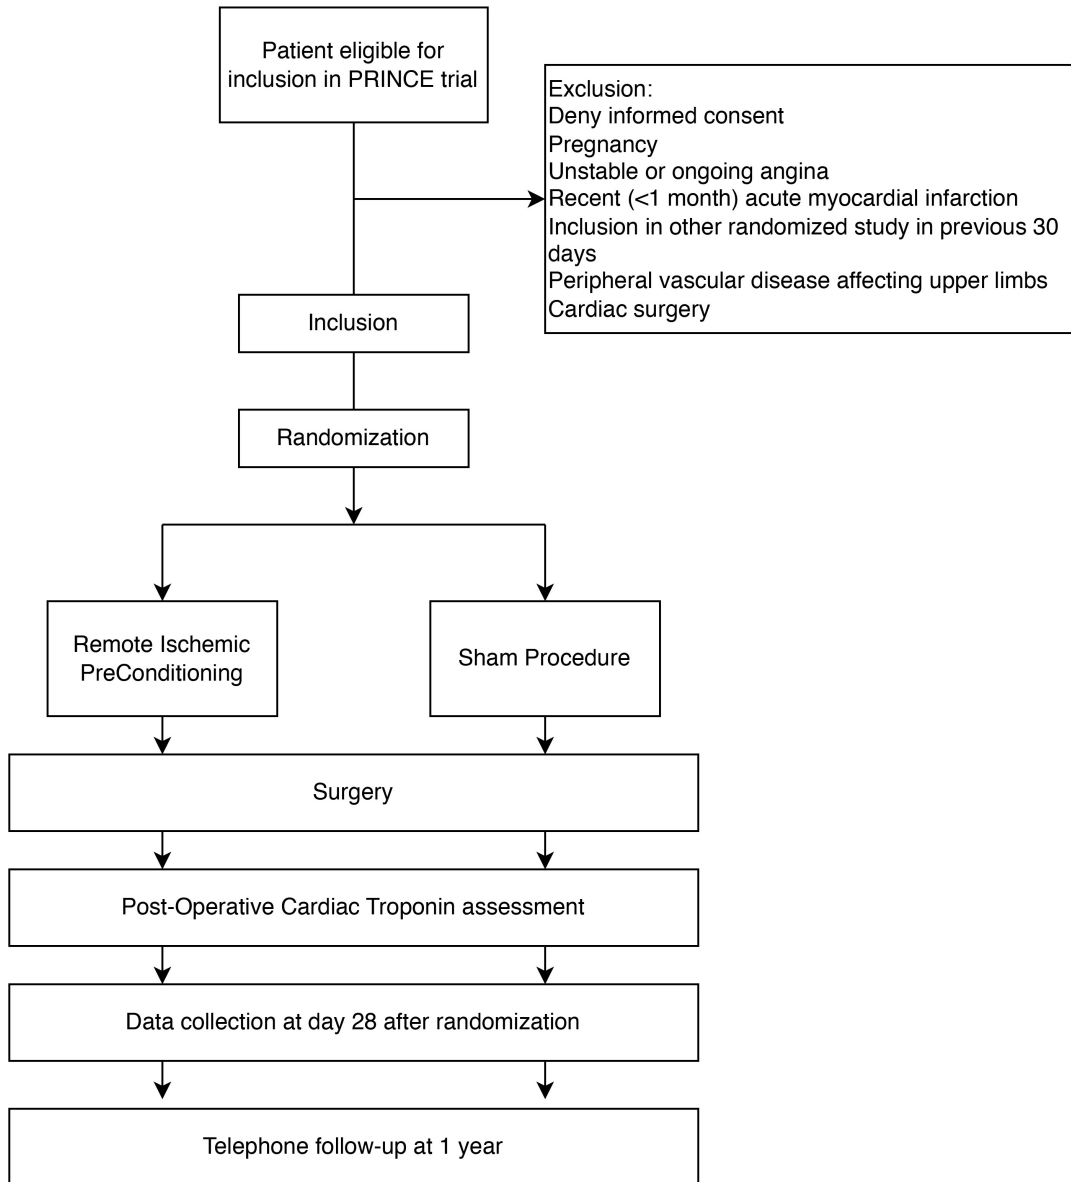 Patient eligible for
inclusion in PRINCE trial
Exclusion:
Deny informed consent
Pregnancy
Unstable or ongoing angina
Recent (<1 month) acute myocardial infarction
Inclusion in other randomized study in previous 30
days
Peripheral vascular disease affecting upper limbs
Cardiac surgery
Inclusion
Randomization
Remote Ischemic
PreConditioning
Sham Procedure
Surgery
Post-Operative Cardiac Troponin assessment
Data collection at day 28 after randomization
Telephone follow-up at 1 year